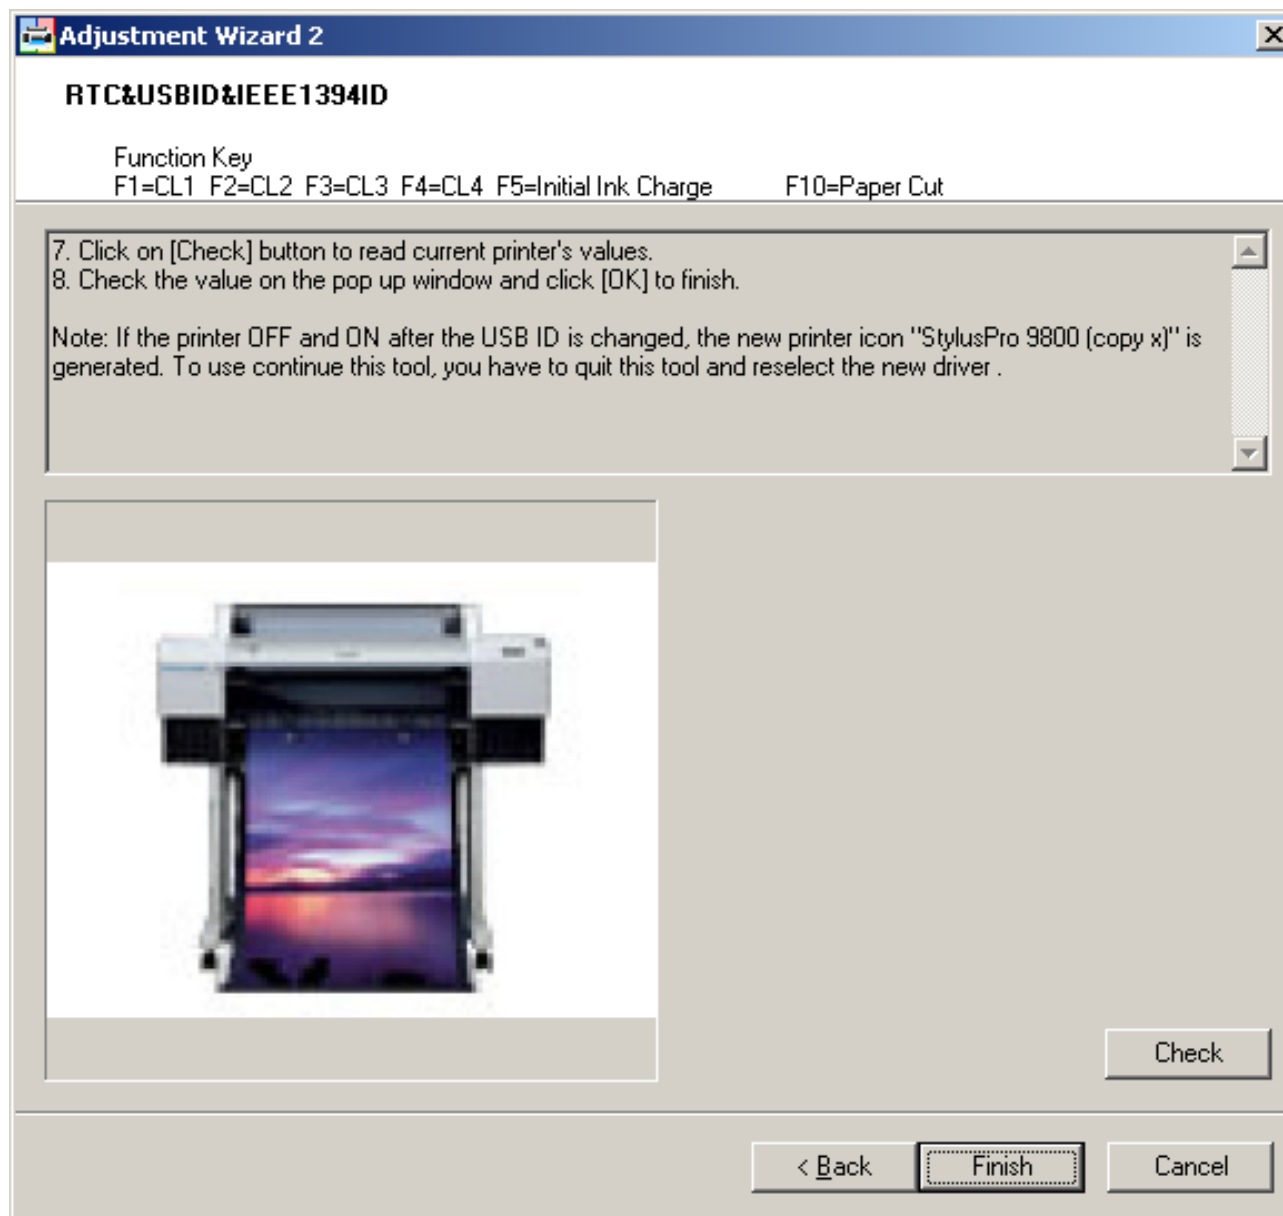 Adjustment Wizard 2
RTC&USBID&IEEE1394ID
Function Key
F1=CL1 F2=CL2 F3=CL3 F4=CL4 F5=Initial Ink Charge F10=Paper Cut
7. Click on [Check] button to read current printer's values.
8. Check the value on the pop up window and click [OK] to finish.
Note: If the printer OFF and ON after the USB ID is changed, the new printer icon "StylusPro 9800 (copy x)" is
generated. To use continue this tool, you have to quit this tool and reselect the new driver .
Check
< Back Finish Cancel